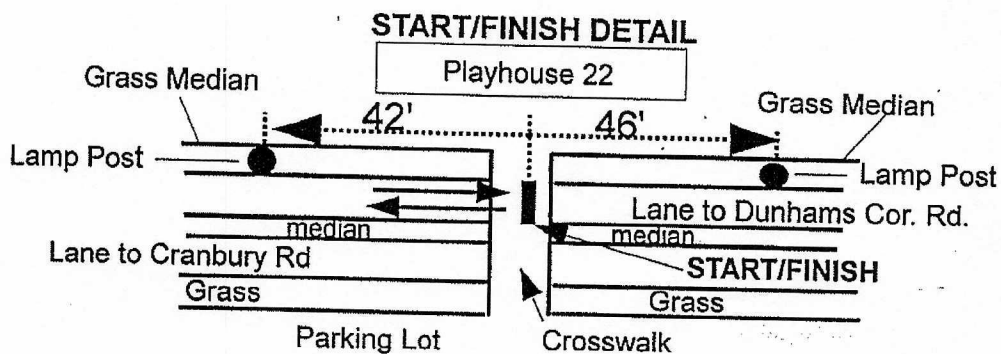 START/FINISH DETAIL
Playhouse 22
Grass Median
42'
46'
Grass Median
Lamp Post
Lamp Post
Lane to Dunhams Cor. Rd.
median
median
Lane to Cranbury Rd
START/FINISH
Grass
Grass
Parking Lot
Crosswalk